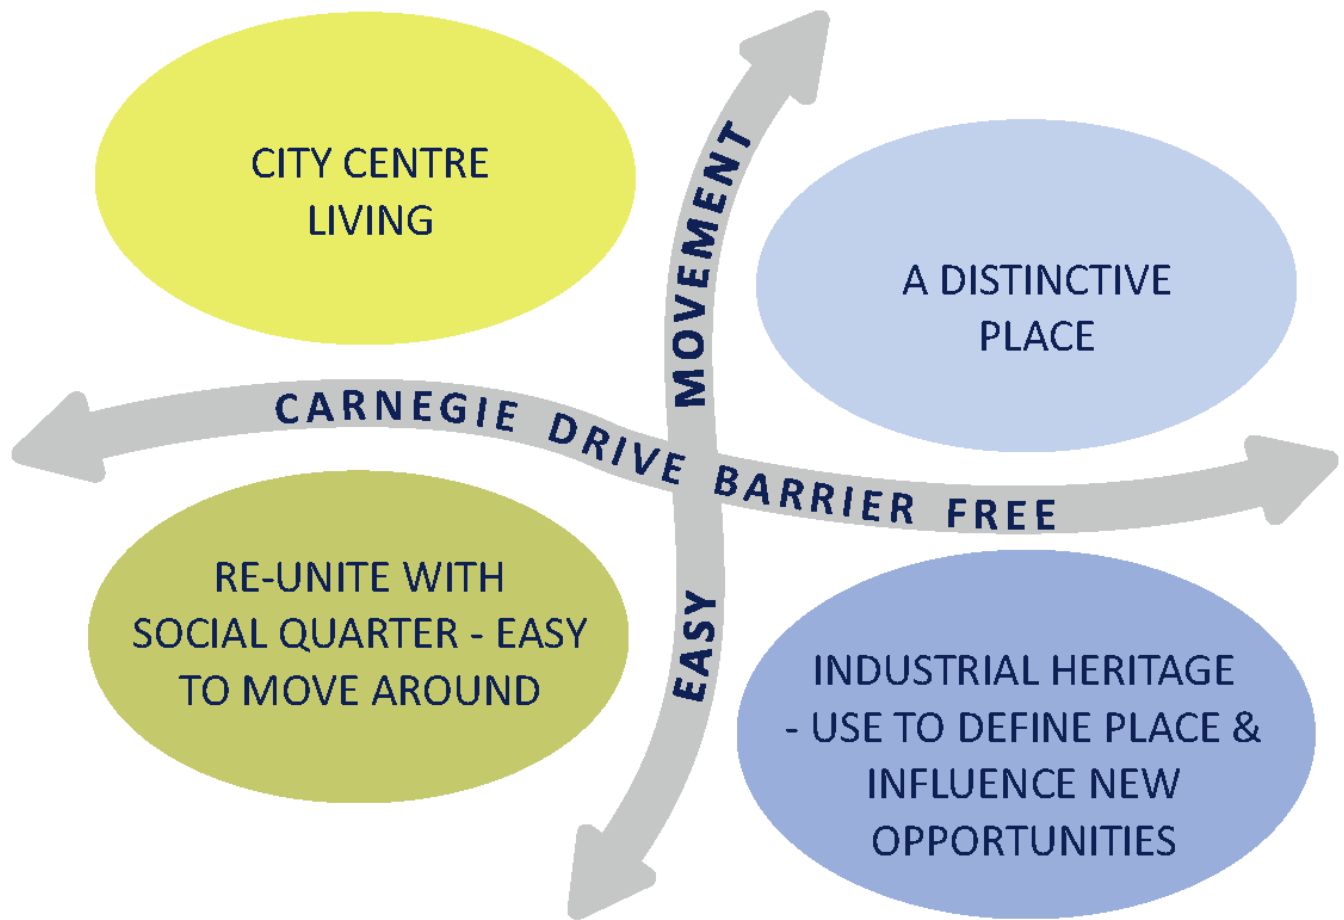 CITY CENTRE
LIVING
A DISTINCTIVE
PLACE
EASY MOVEMENT
CARNEGIE DRIVE BARRIER FREE
RE-UNITE WITH
SOCIAL QUARTER - EASY
TO MOVE AROUND
INDUSTRIAL HERITAGE
- USE TO DEFINE PLACE &
INFLUENCE NEW
OPPORTUNITIES